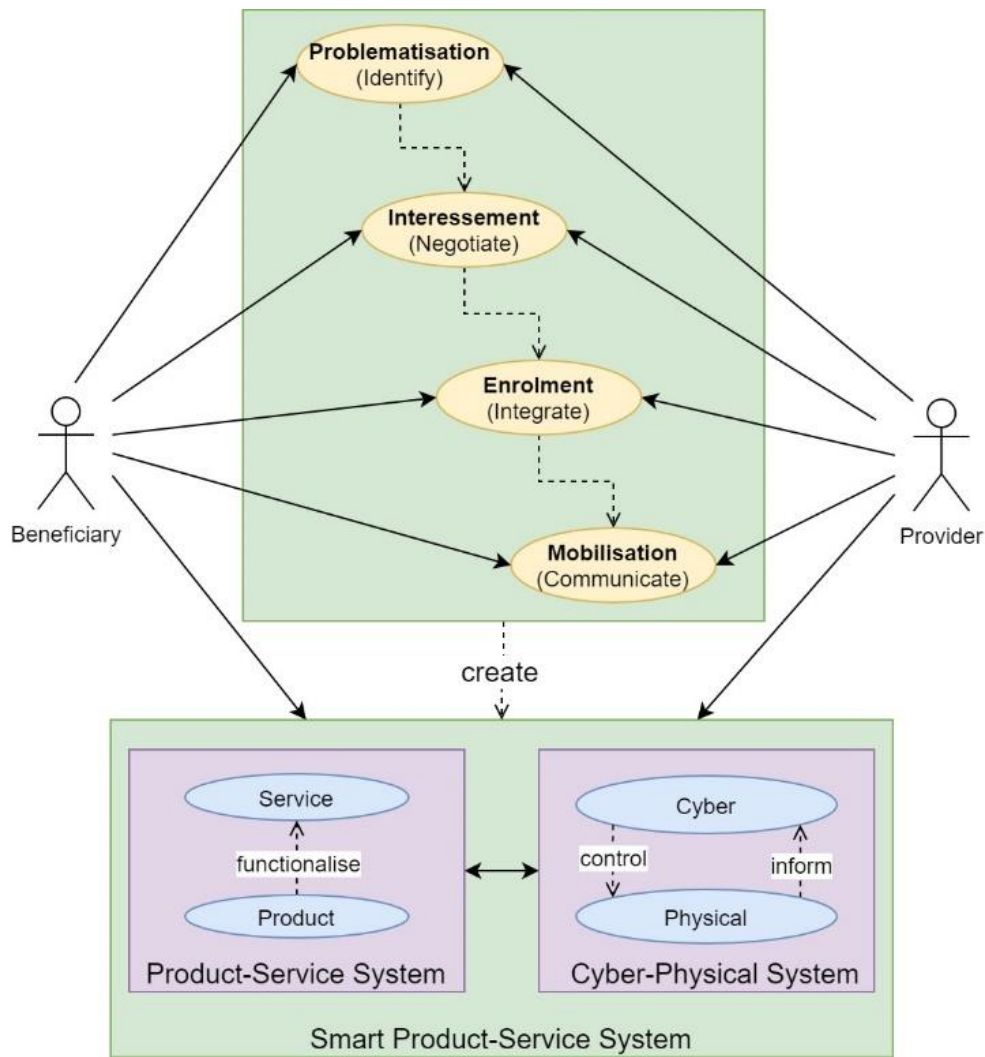 Problematisation
(Identify)
Interessement
(Negotiate)
Enrolment
(Integrate)
Beneficiary
Provider
Mobilisation
(Communicate)
create
Service
functionalise
Product
Product-Service System
Cyber
control
inform
Physical
Cyber-Physical System
Smart Product-Service System